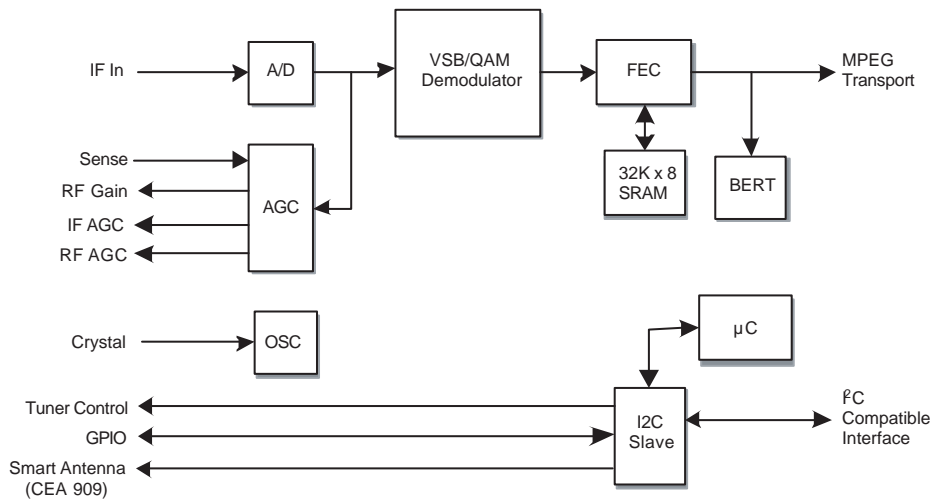 IF In
A/D
VSB/QAM
Demodulator
FEC
MPEG
Transport
Sense
RF Gain
IF AGC
RF AGC
AGC
32K x 8
SRAM
BERT
Crystal
OSC
µC
Tuner Control
GPIO
Smart Antenna
(CEA 909)
I2C
Slave
I²C
Compatible
Interface